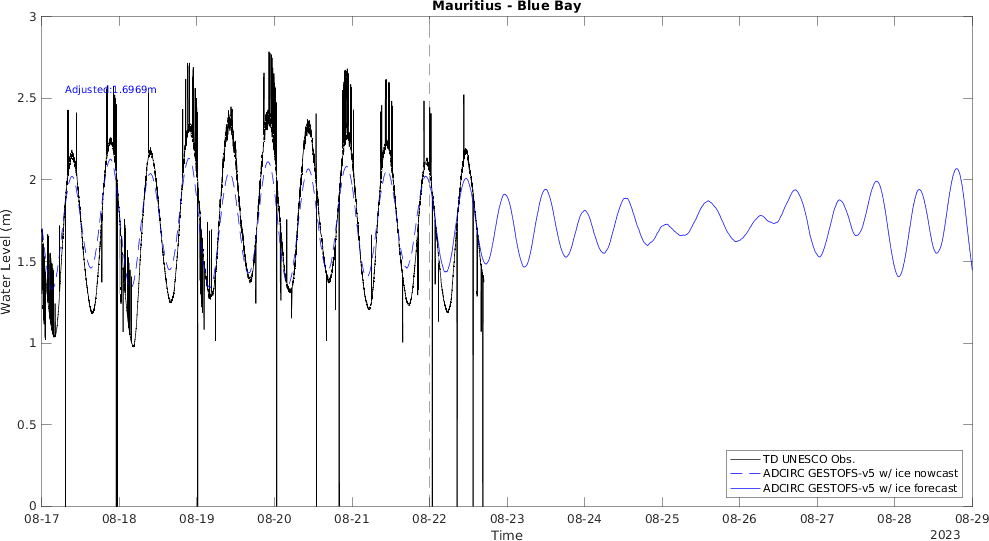 Mauritius - Blue Bay
Water Level (m)
3
2.5
2
1.5
1
0.5
0
Adjusted:1.6969m
TD UNESCO Obs.
ADCIRC GESTOFS-v5 w/ ice nowcast
ADCIRC GESTOFS-v5 w/ ice forecast
08-17 08-18 08-19 08-20 08-21 08-22 08-23 08-24 08-25 08-26 08-27 08-28 08-29
Time
2023